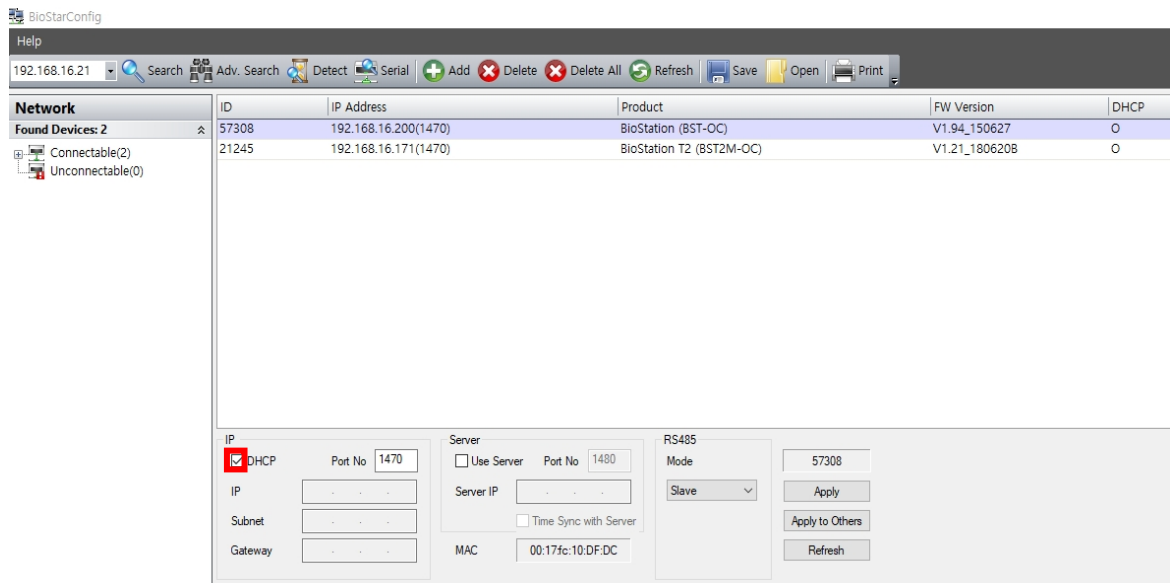 BioStarConfig
Help
192.168.16.21 Search Adv. Search Detect Serial Add Delete Delete All Refresh Save Open Print
Network
Found Devices: 2
Connectable(2)
Unconnectable(0)
ID IP Address Product FW Version DHCP
57308 192.168.16.200(1470) BioStation (BST-OC) V1.94_150627 O
21245 192.168.16.171(1470) BioStation T2 (BST2M-OC) V1.21_180620B O
IP Server RS485
DHCP Port No 1470 Use Server Port No 1480 Mode 57308
IP Server IP Slave Apply
Subnet Time Sync with Server Apply to Others
Gateway MAC 00:17:fc:10:DF:DC Refresh